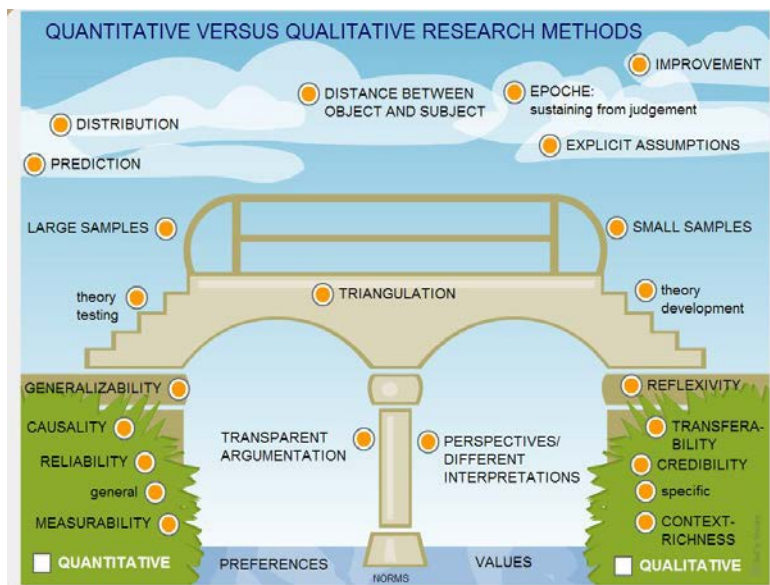 QUANTITATIVE VERSUS QUALITATIVE RESEARCH METHODS
IMPROVEMENT
DISTANCE BETWEEN
OBJECT AND SUBJECT
EPOCHE:
sustaining from judgement
DISTRIBUTION
EXPLICIT ASSUMPTIONS
PREDICTION
LARGE SAMPLES
SMALL SAMPLES
theory
testing
TRIANGULATION
theory
development
GENERALIZABILITY
REFLEXIVITY
CAUSALITY
TRANSPARENT
ARGUMENTATION
PERSPECTIVES/
DIFFERENT
INTERPRETATIONS
TRANSFERA-
BILITY
RELIABILITY
CREDIBILITY
general
specific
MEASURABILITY
CONTEXT-
RICHNESS
QUANTITATIVE
PREFERENCES
NORMS
VALUES
QUALITATIVE